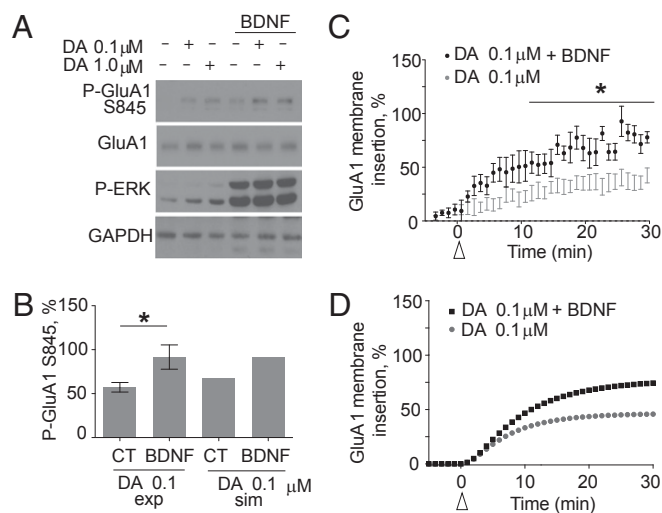 A
BDNF
DA 0.1μM - + - - + -
DA 1.0μM - - + - - +
P-GluA1
S845
GluA1
P-ERK
GAPDH
B
P-GluA1 S845, %
150
100
50
0
*
CT BDNF CT BDNF
DA 0.1 DA 0.1 μM
exp sim
C
DA 0.1μM + BDNF
DA 0.1μM
GluA1 membrane
insertion, %
150
100
50
0
*
0 10 20 30
Time (min)
D
DA 0.1μM + BDNF
DA 0.1μM
GluA1 membrane
insertion, %
150
100
50
0
0 10 20 30
Time (min)